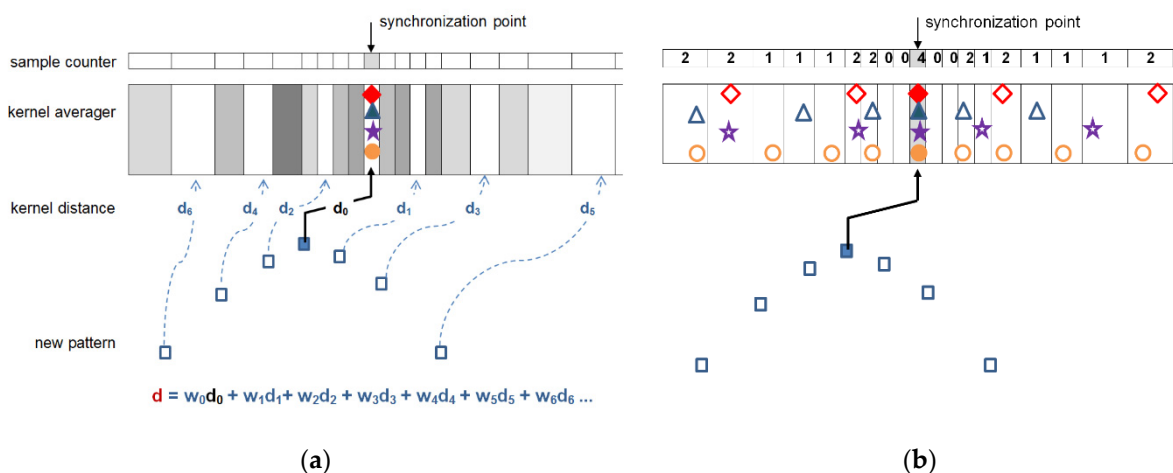 synchronization point
sample counter
kernel averager
kernel distance
d₆ d₄ d₂ d₀ d₁ d₃ d₅
new pattern
d = w₀d₀ + w₁d₁+ w₂d₂ + w₃d₃ + w₄d₄ + w₅d₅ + w₆d₆ ...
(a)
synchronization point
2 2 1 1 2 2 0 0 4 0 0 2 1 2 1 1 1 2
(b)